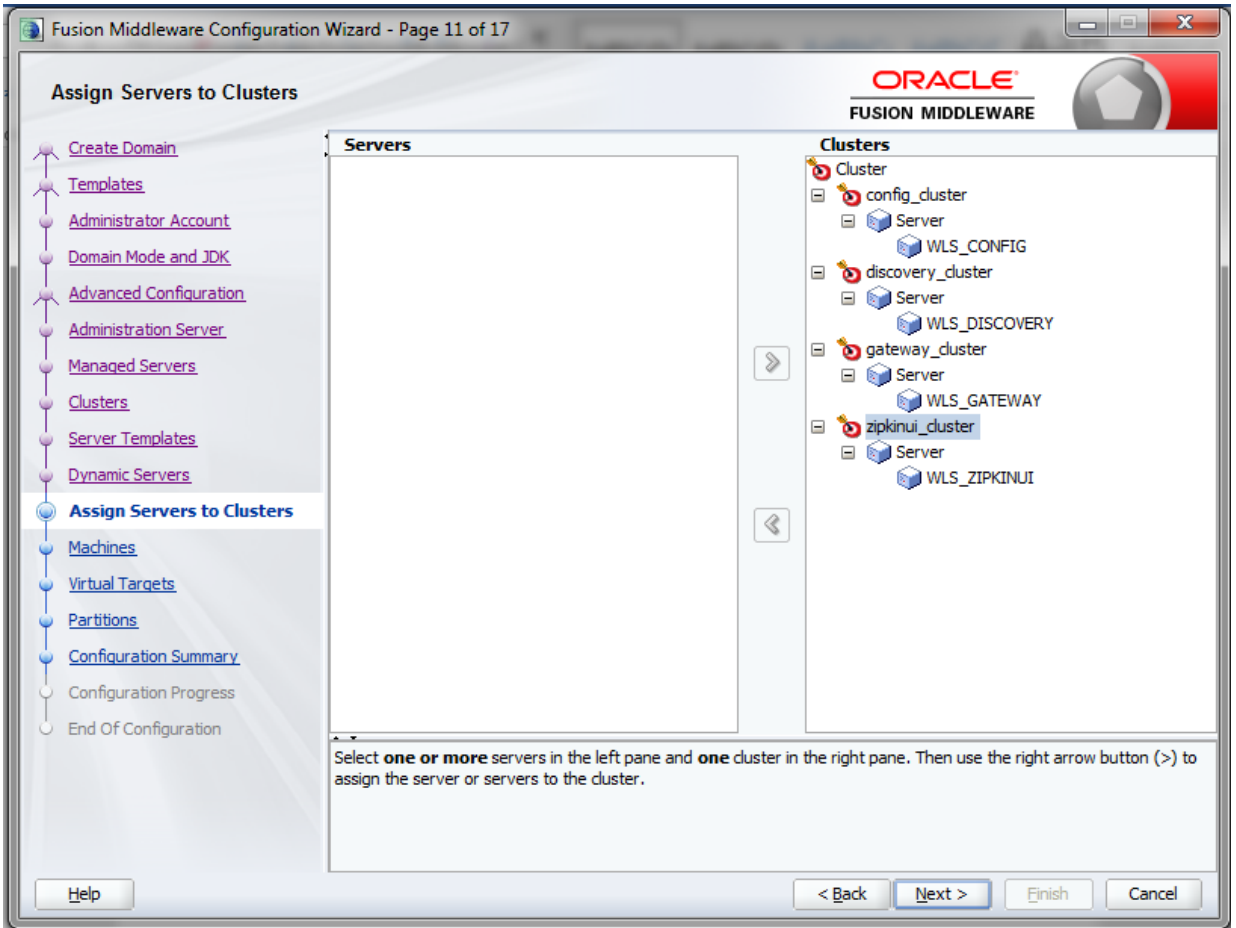 Fusion Middleware Configuration Wizard - Page 11 of 17
Assign Servers to Clusters
ORACLE
FUSION MIDDLEWARE
Create Domain
Templates
Administrator Account
Domain Mode and JDK
Advanced Configuration
Administration Server
Managed Servers
Clusters
Server Templates
Dynamic Servers
Assign Servers to Clusters
Machines
Virtual Targets
Partitions
Configuration Summary
Configuration Progress
End Of Configuration
Servers
Clusters
Cluster
config_cluster
Server
WLS_CONFIG
discovery_cluster
Server
WLS_DISCOVERY
gateway_cluster
Server
WLS_GATEWAY
zipkinui_cluster
Server
WLS_ZIPKINUI
Select one or more servers in the left pane and one cluster in the right pane. Then use the right arrow button (>) to
assign the server or servers to the cluster.
Help
< Back
Next >
Finish
Cancel